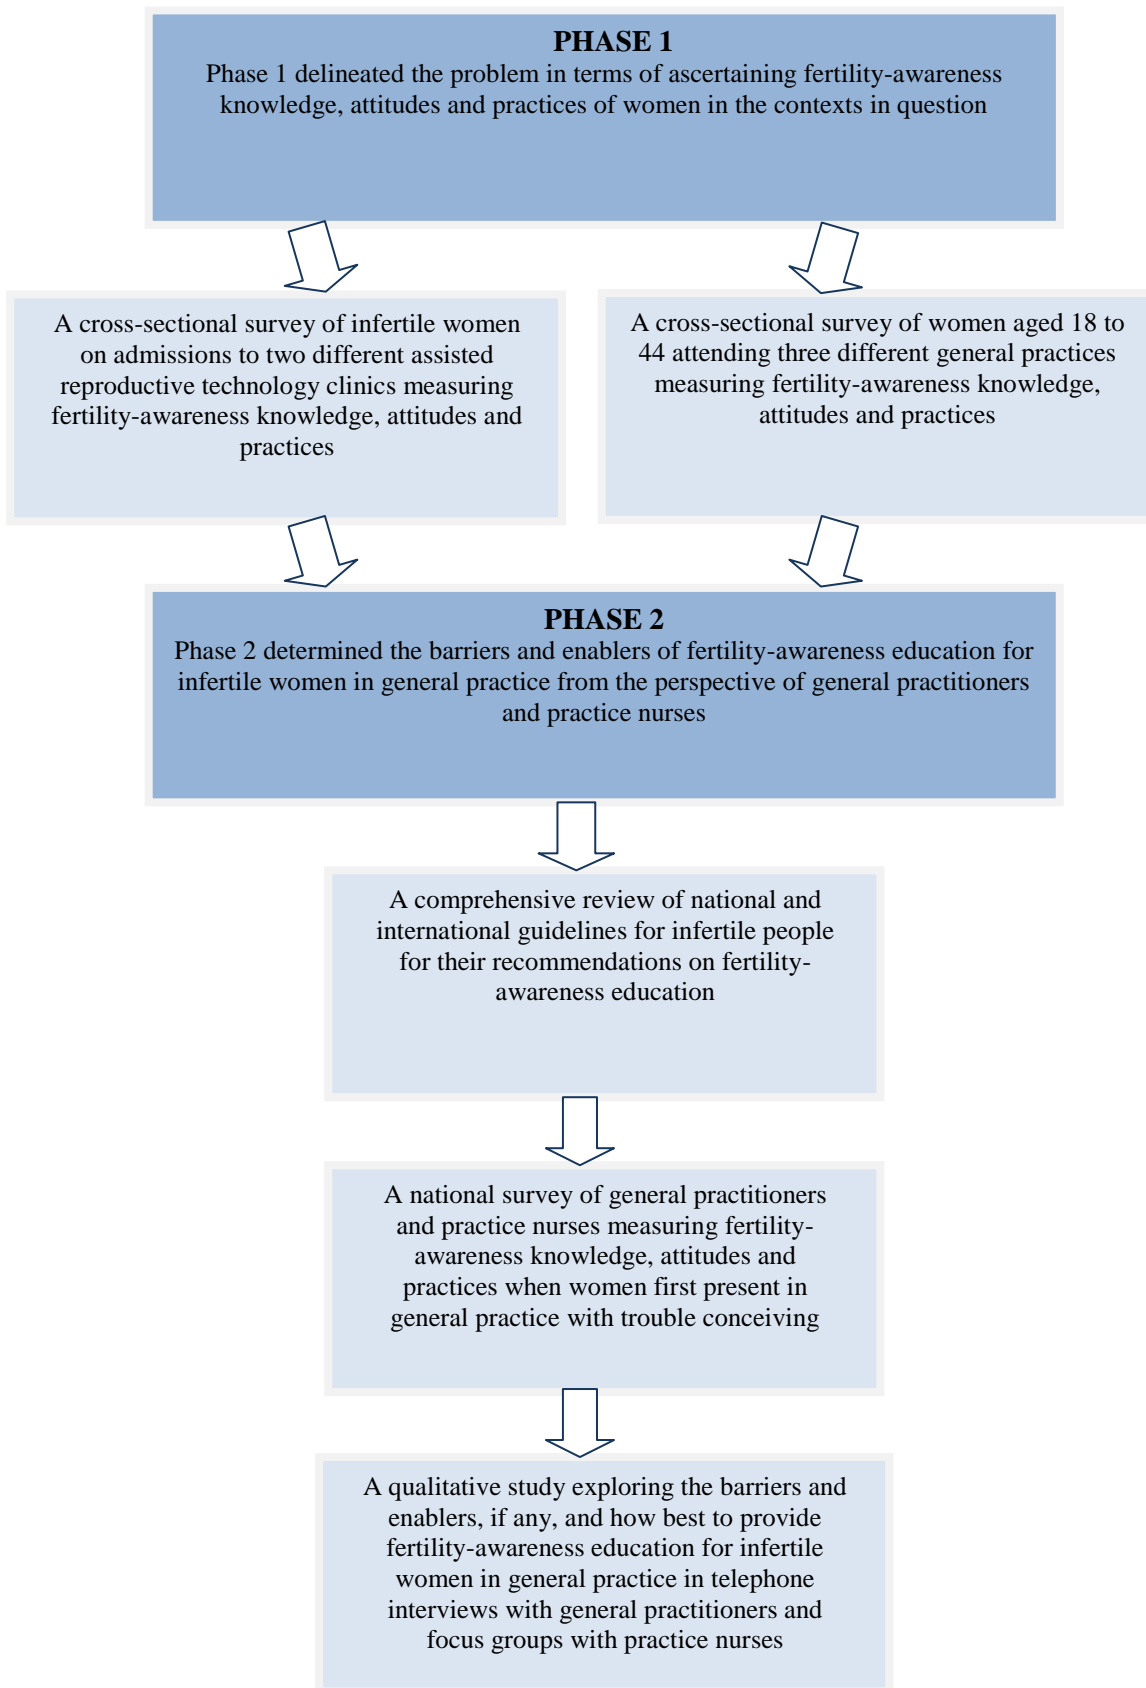 PHASE 1
Phase 1 delineated the problem in terms of ascertaining fertility-awareness
knowledge, attitudes and practices of women in the contexts in question
A cross-sectional survey of infertile women
on admissions to two different assisted
reproductive technology clinics measuring
fertility-awareness knowledge, attitudes and
practices
A cross-sectional survey of women aged 18 to
44 attending three different general practices
measuring fertility-awareness knowledge,
attitudes and practices
PHASE 2
Phase 2 determined the barriers and enablers of fertility-awareness education for
infertile women in general practice from the perspective of general practitioners
and practice nurses
A comprehensive review of national and
international guidelines for infertile people
for their recommendations on fertility-
awareness education
A national survey of general practitioners
and practice nurses measuring fertility-
awareness knowledge, attitudes and
practices when women first present in
general practice with trouble conceiving
A qualitative study exploring the barriers and
enablers, if any, and how best to provide
fertility-awareness education for infertile
women in general practice in telephone
interviews with general practitioners and
focus groups with practice nurses